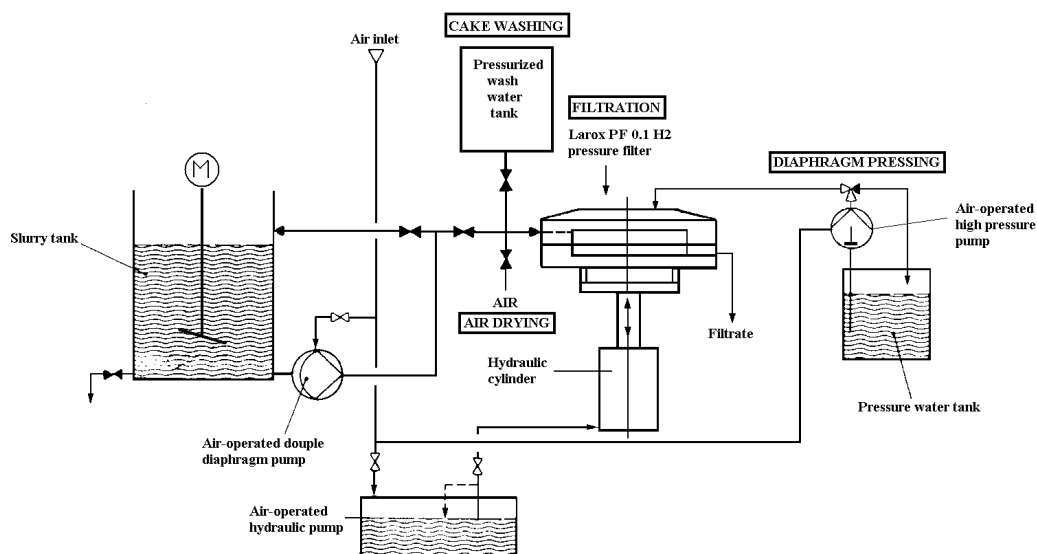 CAKE WASHING
Air inlet
Pressurized
wash
water
tank
FILTRATION
Larox PF 0.1 H2
pressure filter
DIAPHRAGM PRESSING
M
Slurry tank
Air-operated
high pressure
pump
AIR
AIR DRYING
Filtrate
Hydraulic
cylinder
Pressure water tank
Air-operated douple
diaphragm pump
Air-operated
hydraulic pump